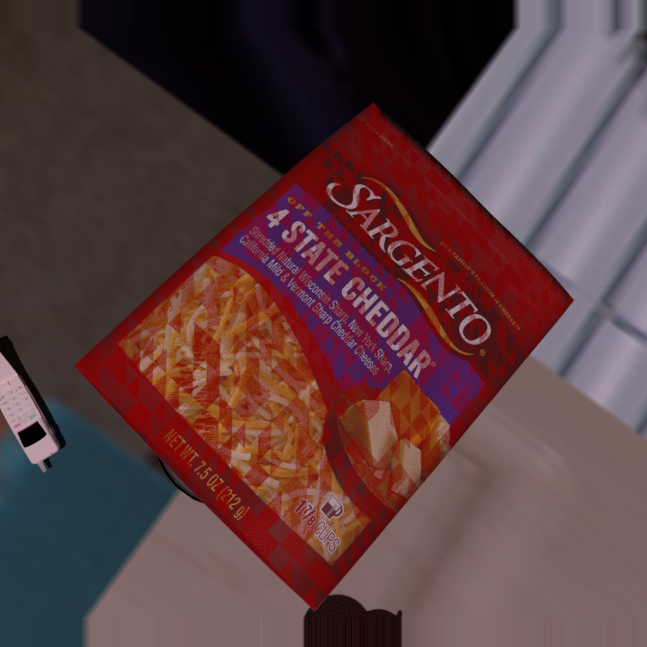 SARGENTO®
OFF THE BLOCK
4 STATE CHEDDAR®
Shredded Natural Wisconsin Sharp, New York Sharp,
California Mild & Vermont Sharp Cheddar Cheeses
NET WT. 7.5 OZ (212 g)
1 7/8 CUPS